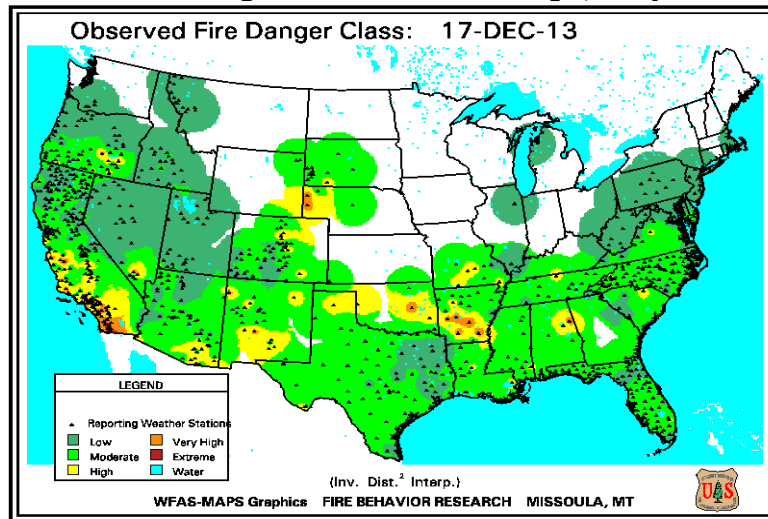 Observed Fire Danger Class: 17-DEC-13
LEGEND
Reporting Weather Stations
Low
Very High
Moderate
Extreme
High
Water
(Inv. Dist.² Interp.)
WFAS-MAPS Graphics FIRE BEHAVIOR RESEARCH MISSOULA, MT
U S